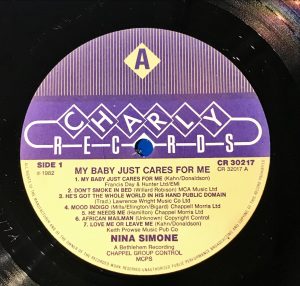 A
CHARLY
RECORDS
SIDE 1
MY BABY JUST CARES FOR ME
CR 30217
℗ 1982
CR 30217 A
1. MY BABY JUST CARES FOR ME (Kahn/Donaldson)
Francis Day & Hunter Ltd/EMI
2. DON'T SMOKE IN BED (Willard Robison) MCA Music Ltd
3. HE'S GOT THE WHOLE WORLD IN HIS HAND PUBLIC DOMAIN
(Trad.) Lawrence Wright Music Co Ltd
4. MOOD INDIGO (Mills/Ellington/Bigard) Chappell Morris Ltd
5. HE NEEDS ME (Hamilton) Chappell Morris Ltd
6. AFRICAN MAILMAN (Unknown) Copyright Control
7. LOVE ME OR LEAVE ME (Kahn/Donaldson)
Keith Prowse Music Pub Co
NINA SIMONE
A Bethlehem Recording
CHAPPEL GROUP CONTROL
MCPS